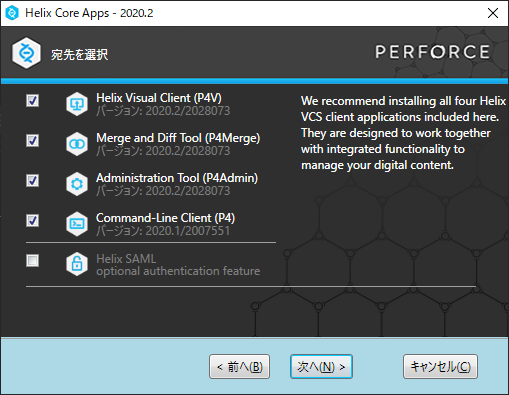 Helix Core Apps - 2020.2
宛先を選択
PERFORCE
Helix Visual Client (P4V)
バージョン: 2020.2/2028073
Merge and Diff Tool (P4Merge)
バージョン: 2020.2/2028073
Administration Tool (P4Admin)
バージョン: 2020.2/2028073
Command-Line Client (P4)
バージョン: 2020.1/2007551
Helix SAML
optional authentication feature
We recommend installing all four Helix
VCS client applications included here.
They are designed to work together
with integrated functionality to
manage your digital content.
< 前へ(B)
次へ(N) >
キャンセル(C)